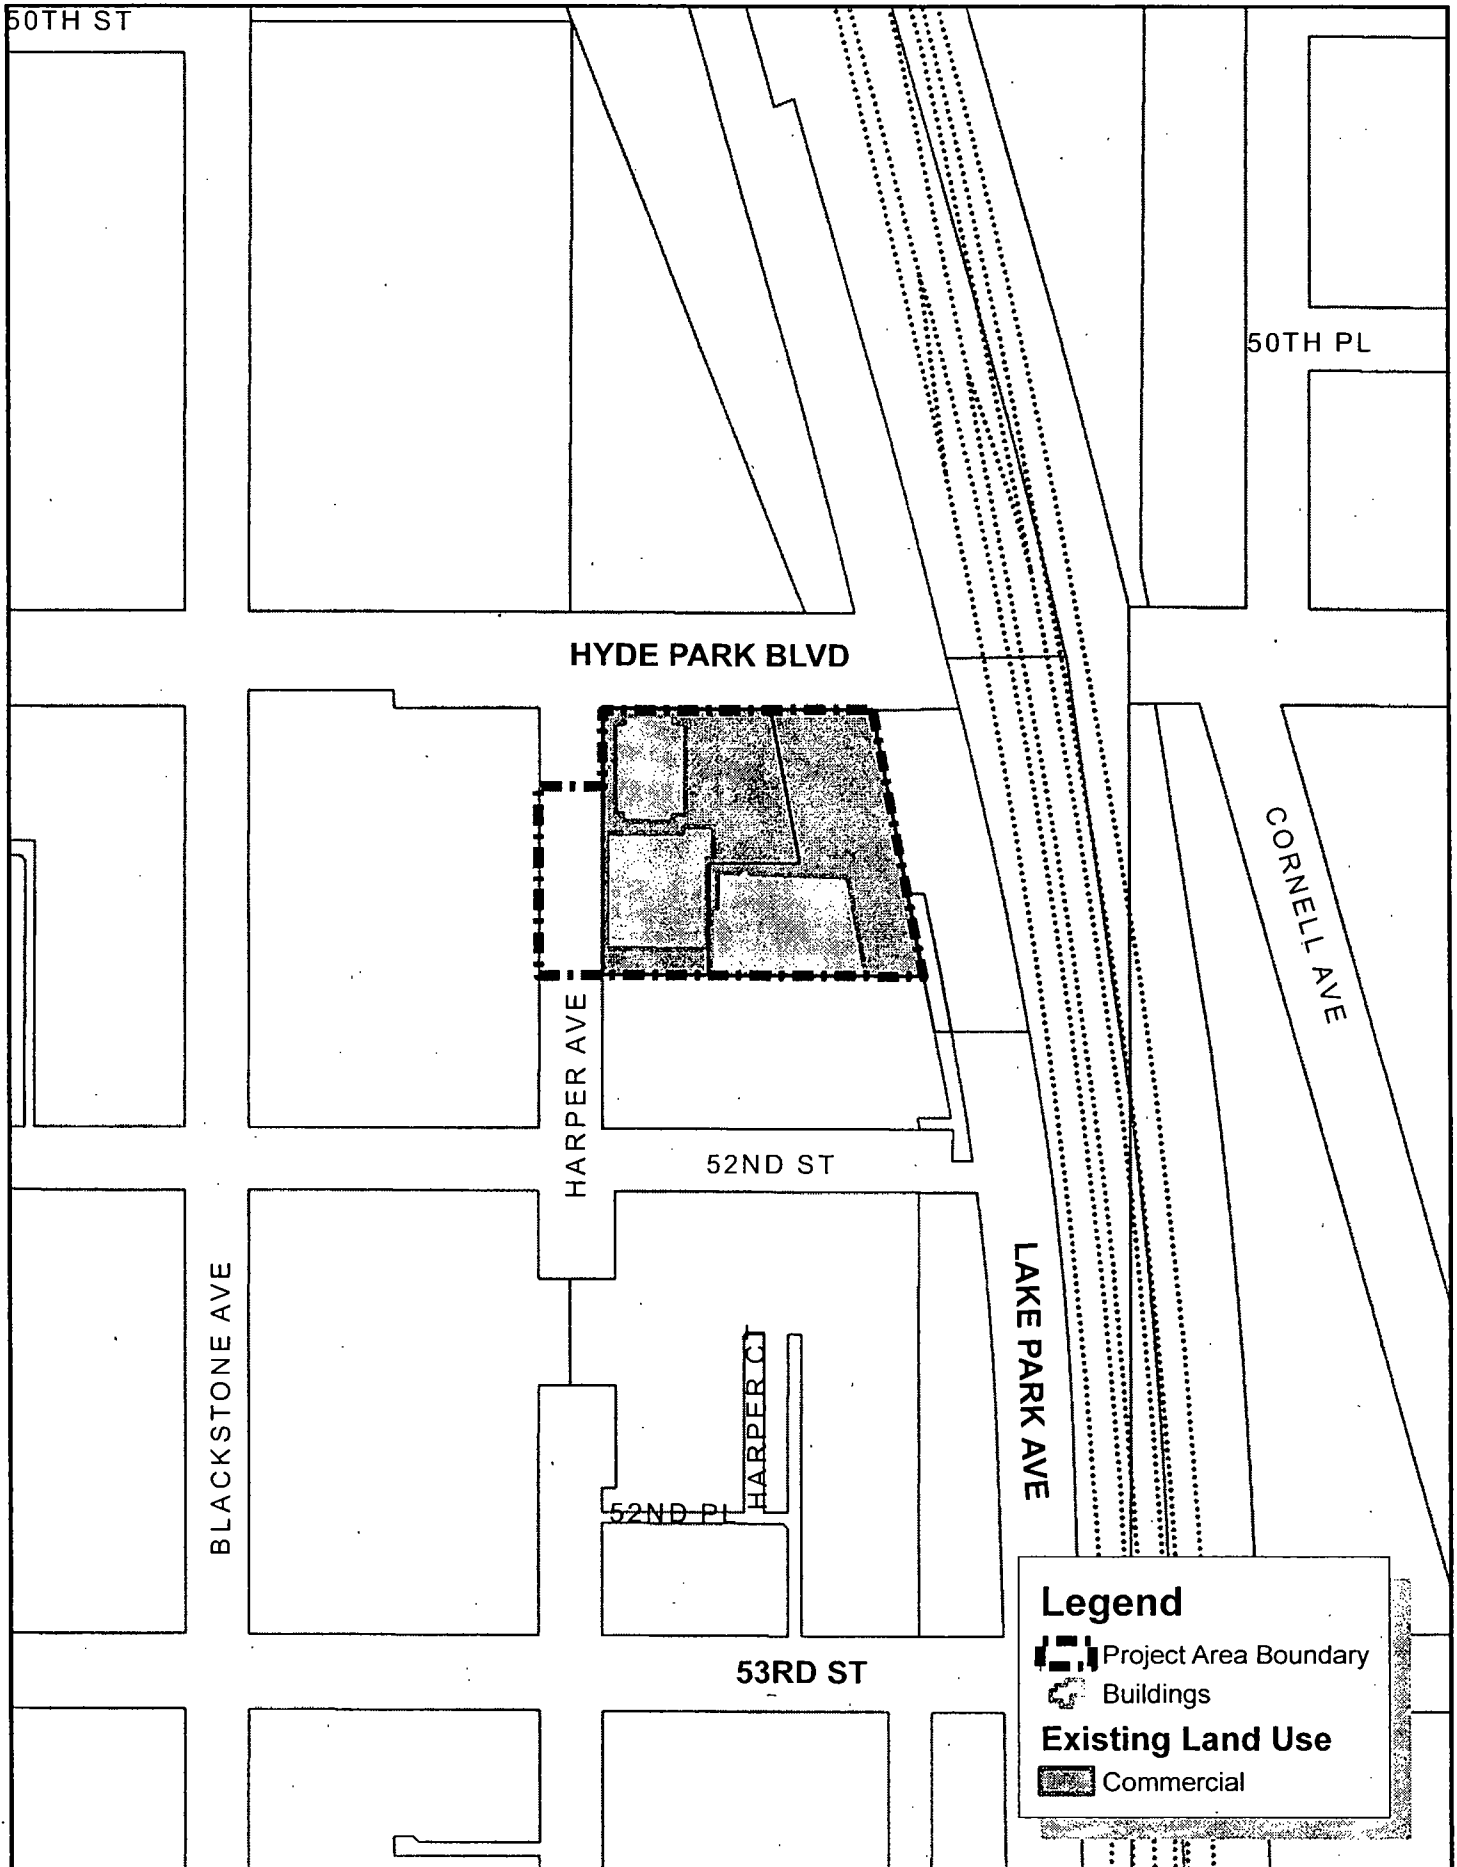 50TH ST
50TH PL
HYDE PARK BLVD
CORNELL AVE
HARPER AVE
52ND ST
LAKE PARK AVE
BLACKSTONE AVE
HARPER CT
52ND PL
53RD ST
Legend
Project Area Boundary
Buildings
Existing Land Use
Commercial